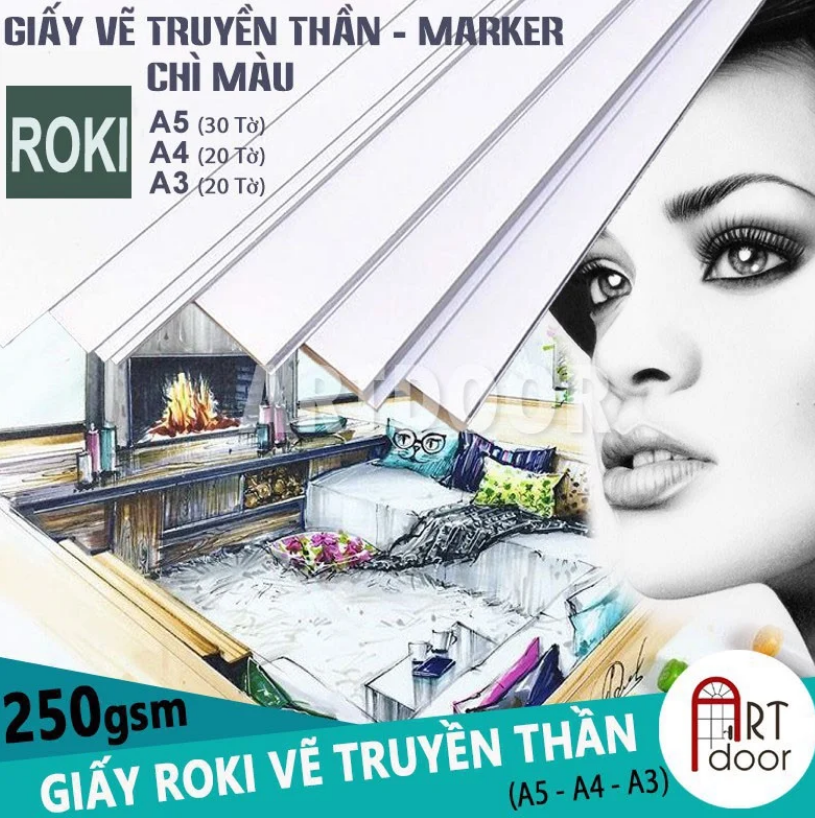 GIẤY VẼ TRUYỀN THẦN - MARKER
CHÌ MÀU
ROKI
A5 (30 Tờ)
A4 (20 Tờ)
A3 (20 Tờ)
ARTDOOR
250gsm
GIẤY ROKI VẼ TRUYỀN THẦN
(A5 - A4 - A3)
ART
door